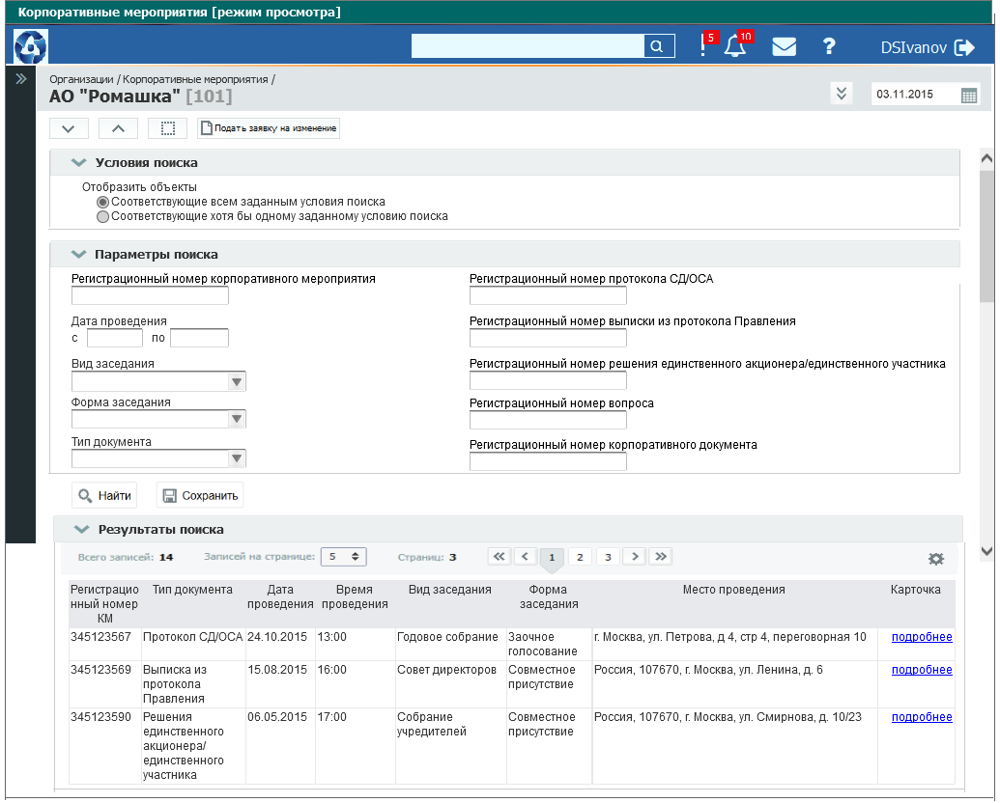 Корпоративные мероприятия [режим просмотра]
5 10 ? DSIvanov
Организации / Корпоративные мероприятия /
АО "Ромашка" [101]
03.11.2015
Подать заявку на изменение
Условия поиска
Отобразить объекты
Соответствующие всем заданным условия поиска
Соответствующие хотя бы одному заданному условию поиска
Параметры поиска
Регистрационный номер корпоративного мероприятия
Регистрационный номер протокола СД/ОСА
Дата проведения
с по
Регистрационный номер выписки из протокола Правления
Вид заседания
Регистрационный номер решения единственного акционера/единственного участника
Форма заседания
Регистрационный номер вопроса
Тип документа
Регистрационный номер корпоративного документа
Найти Сохранить
Результаты поиска
Всего записей: 14 Записей на странице: 5 Страниц: 3 << < 1 2 3 > >>
Регистрацио Тип документа Дата Время Вид заседания Форма Место проведения Карточка
нный номер проведения проведения заседания
КМ
345123567 Протокол СД/ОСА 24.10.2015 13:00 Годовое собрание Заочное г. Москва, ул. Петрова, д 4, стр 4, переговорная 10 подробнее
голосование
345123569 Выписка из 15.08.2015 16:00 Совет директоров Совместное Россия, 107670, г. Москва, ул. Ленина, д. 6 подробнее
протокола присутствие
Правления
345123590 Решения 06.05.2015 17:00 Собрание Совместное Россия, 107670, г. Москва, ул. Смирнова, д. 10/23 подробнее
единственного учредителей присутствие
акционера/
единственного
участника